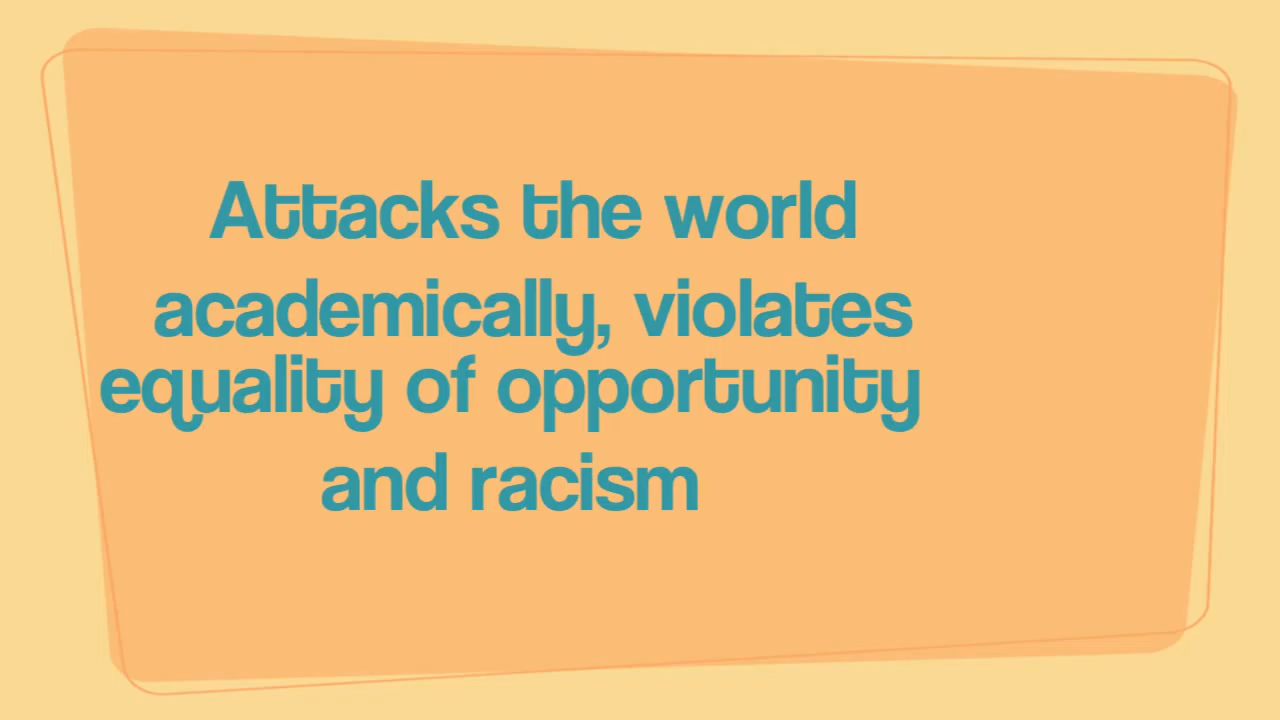 Attacks the world
academically, violates
equality of opportunity
and racism